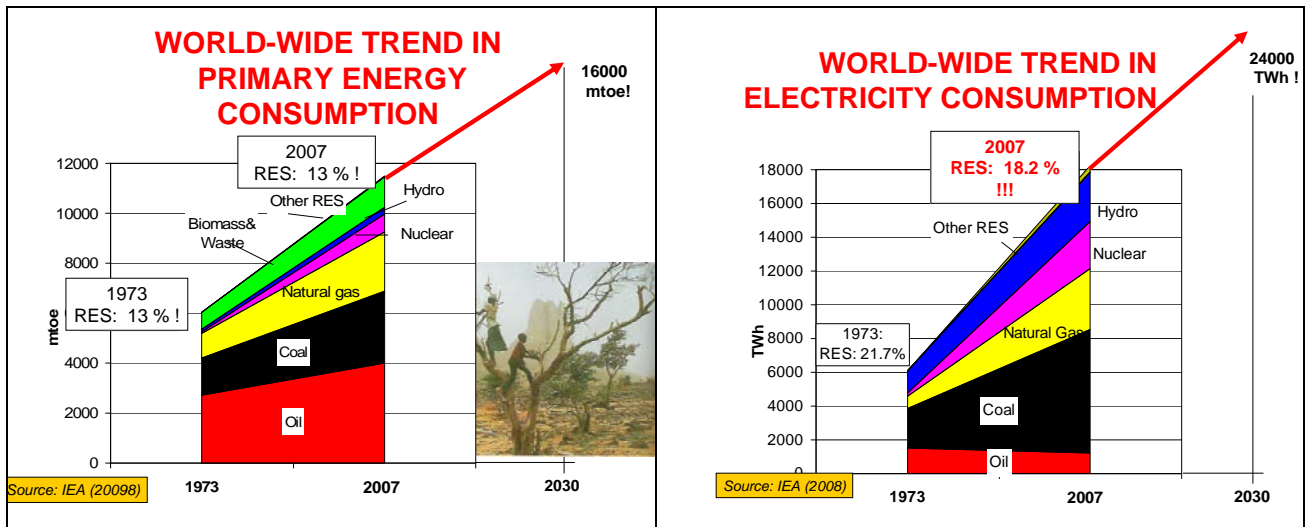 WORLD-WIDE TREND IN
PRIMARY ENERGY
CONSUMPTION
16000
mtoe!
2007
RES: 13 % !
12000
10000
8000
6000
4000
2000
0
mtoe
1973
RES: 13 % !
Other RES
Biomass&
Waste
Hydro
Nuclear
Natural gas
Coal
Oil
Source: IEA (20098)
1973
2007
2030
WORLD-WIDE TREND IN
ELECTRICITY CONSUMPTION
24000
TWh !
2007
RES: 18.2 %
!!!
18000
16000
14000
12000
10000
8000
6000
4000
2000
0
TWh
1973:
RES: 21.7%
Other RES
Hydro
Nuclear
Natural Gas
Coal
Oil
Source: IEA (2008)
1973
2007
2030